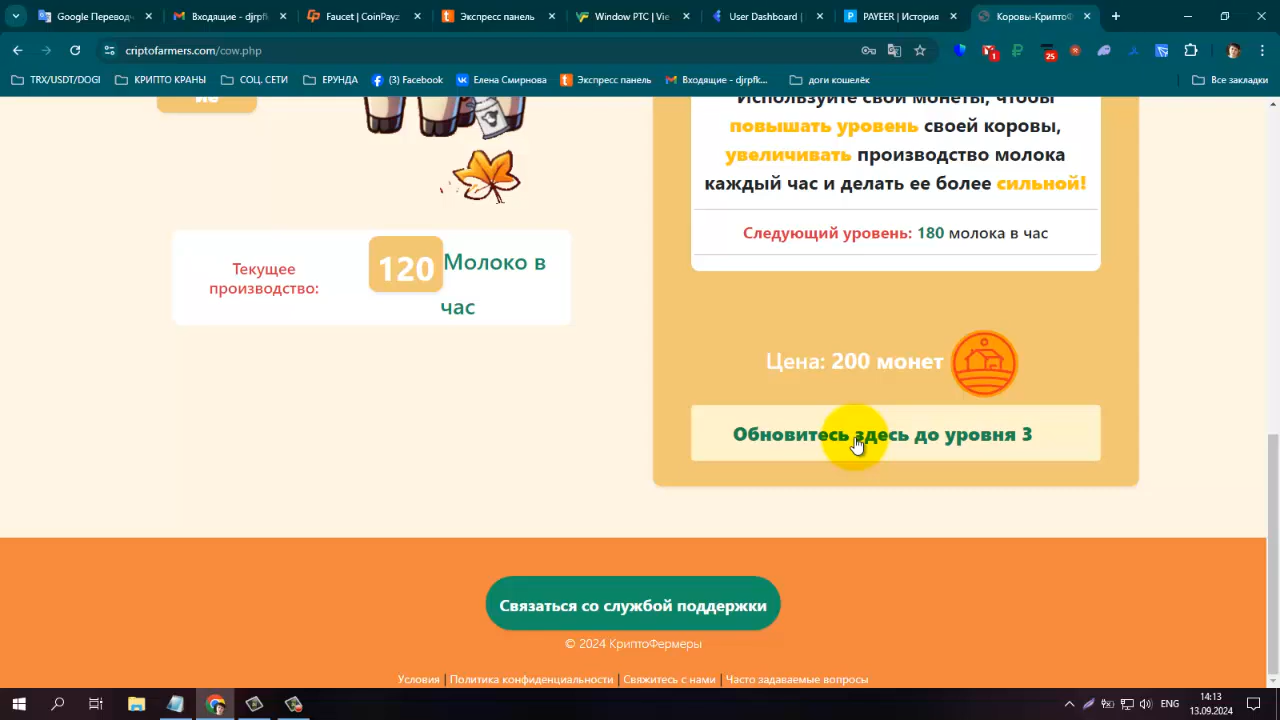 Google Перевод
Входящие - djrpf
Faucet | CoinPayz
Экспресс панель
Window PTC | Vie
User Dashboard |
PAYEER | История
Коровы-КриптоФ
criptofarmers.com/cow.php
1
25
TRX/USDT/DOGI
КРИПТО КРАНЫ
СОЦ. СЕТИ
ЕРУНДА
(3) Facebook
Елена Смирнова
Экспресс панель
Входящие - djrpfk...
доги кошелёк
Все закладки
ие
Используйте свои монеты, чтобы
повышать уровень своей коровы,
увеличивать производство молока
каждый час и делать ее более сильной!
Следующий уровень: 180 молока в час
Текущее
производство:
120 Молоко в
час
Цена: 200 монет
Обновитесь здесь до уровня 3
Связаться со службой поддержки
© 2024 КриптоФермеры
Условия | Политика конфиденциальности | Свяжитесь с нами | Часто задаваемые вопросы
14:13
13.09.2024